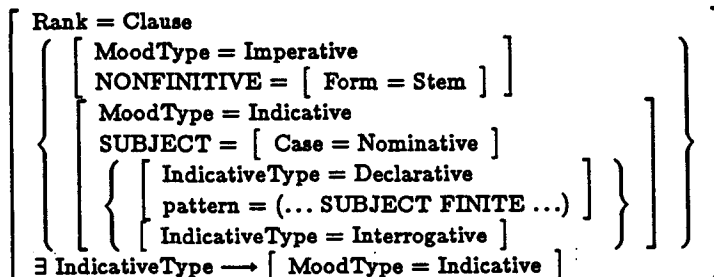 Rank = Clause
MoodType = Imperative
NONFINITIVE = [ Form = Stem ]
MoodType = Indicative
SUBJECT = [ Case = Nominative ]
IndicativeType = Declarative
pattern = (... SUBJECT FINITE ...)
[ IndicativeType = Interrogative ]
∃ IndicativeType ⟶ [ MoodType = Indicative ]